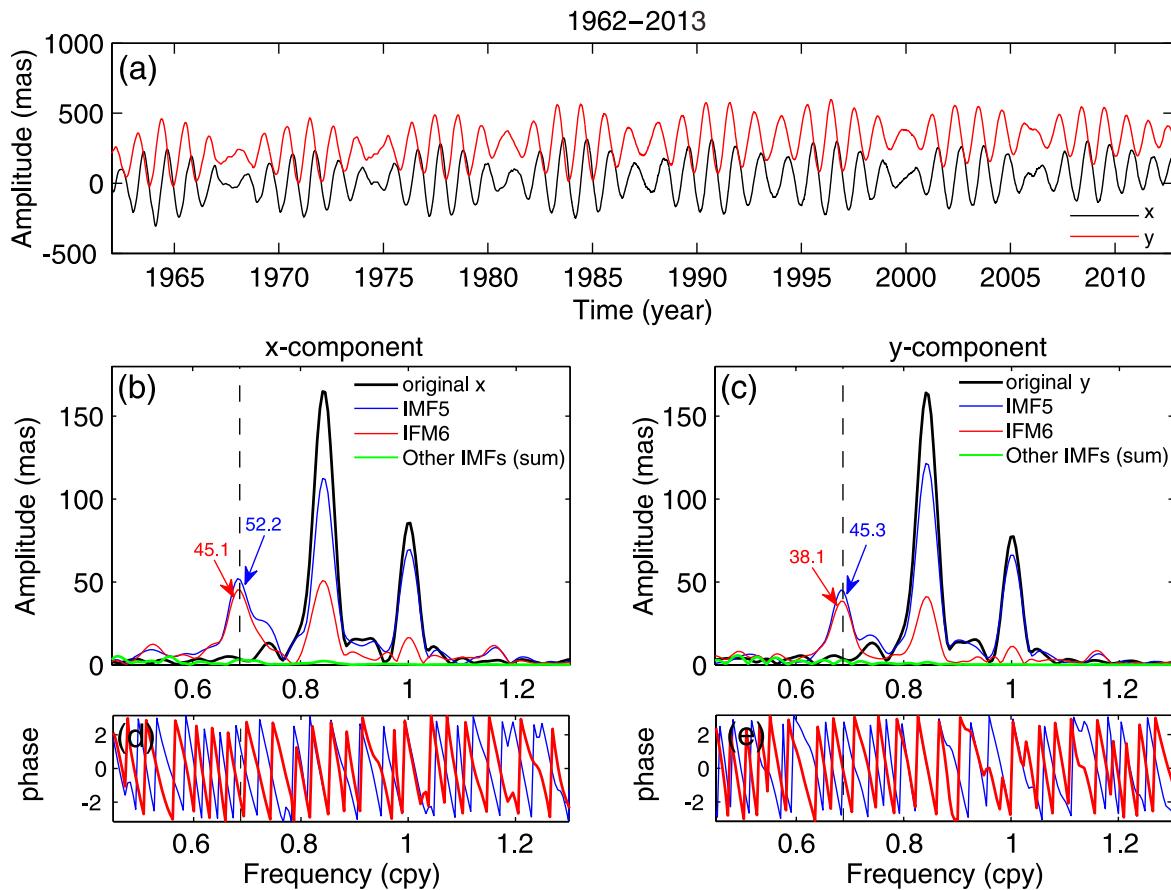 1962−2013
(a)
Amplitude (mas)
1000
500
0
-500
x
y
1965 1970 1975 1980 1985 1990 1995 2000 2005 2010
Time (year)
x-component
(b)
Amplitude (mas)
150
100
50
0
original x
IMF5
IFM6
Other IMFs (sum)
52.2
45.1
0.6 0.8 1 1.2
y-component
(c)
Amplitude (mas)
150
100
50
0
original y
IMF5
IFM6
Other IMFs (sum)
45.3
38.1
0.6 0.8 1 1.2
(d)
phase
2
0
-2
0.6 0.8 1 1.2
Frequency (cpy)
(e)
phase
2
0
-2
0.6 0.8 1 1.2
Frequency (cpy)